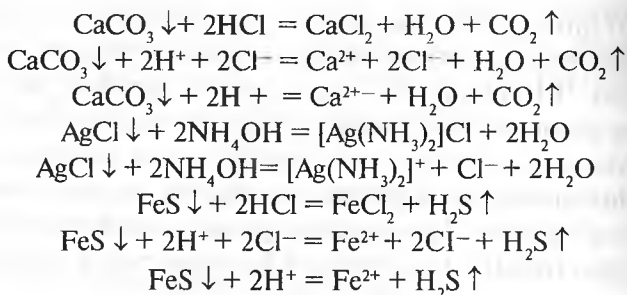 CaCO₃ ↓ + 2HCl = CaCl₂ + H₂O + CO₂ ↑
CaCO₃↓ + 2H⁺ + 2Cl⁻ = Ca²⁺ + 2Cl⁻ + H₂O + CO₂↑
CaCO₃↓ + 2H + = Ca²⁺⁻ + H₂O + CO₂↑
AgCl ↓ + 2NH₄OH = [Ag(NH₃)₂]Cl + 2H₂O
AgCl ↓ + 2NH₄OH= [Ag(NH₃)₂]⁺ + Cl⁻ + 2H₂O
FeS ↓ + 2HCl = FeCl₂ + H₂S ↑
FeS ↓ + 2H⁺ + 2Cl⁻ = Fe²⁺ + 2Cl⁻ + H₂S ↑
FeS ↓ + 2H⁺ = Fe²⁺ + H₂S ↑